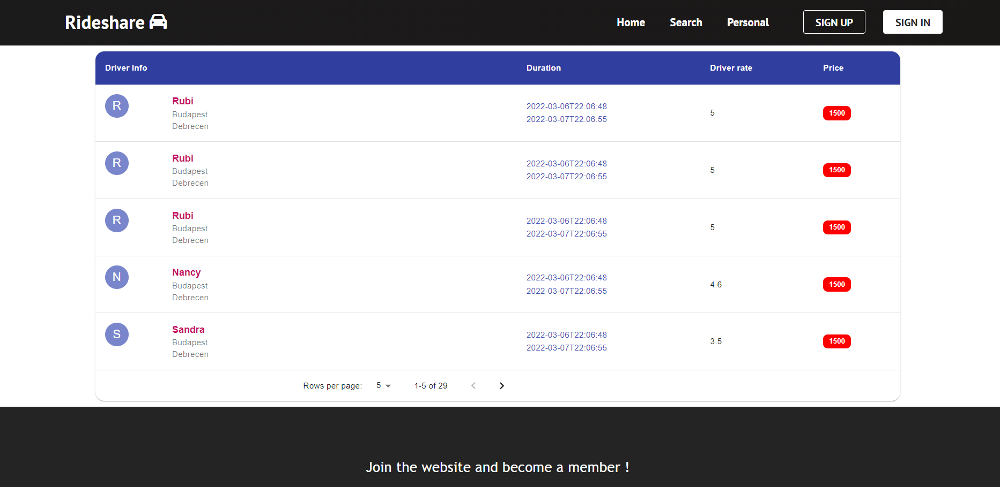 Rideshare
Home Search Personal SIGN UP SIGN IN
Driver Info Duration Driver rate Price
R
Rubi
Budapest
Debrecen
2022-03-06T22:06:48
2022-03-07T22:06:55
5
1500
R
Rubi
Budapest
Debrecen
2022-03-06T22:06:48
2022-03-07T22:06:55
5
1500
R
Rubi
Budapest
Debrecen
2022-03-06T22:06:48
2022-03-07T22:06:55
5
1500
N
Nancy
Budapest
Debrecen
2022-03-06T22:06:48
2022-03-07T22:06:55
4.6
1500
S
Sandra
Budapest
Debrecen
2022-03-06T22:06:48
2022-03-07T22:06:55
3.5
1500
Rows per page: 5 1-5 of 29
Join the website and become a member !